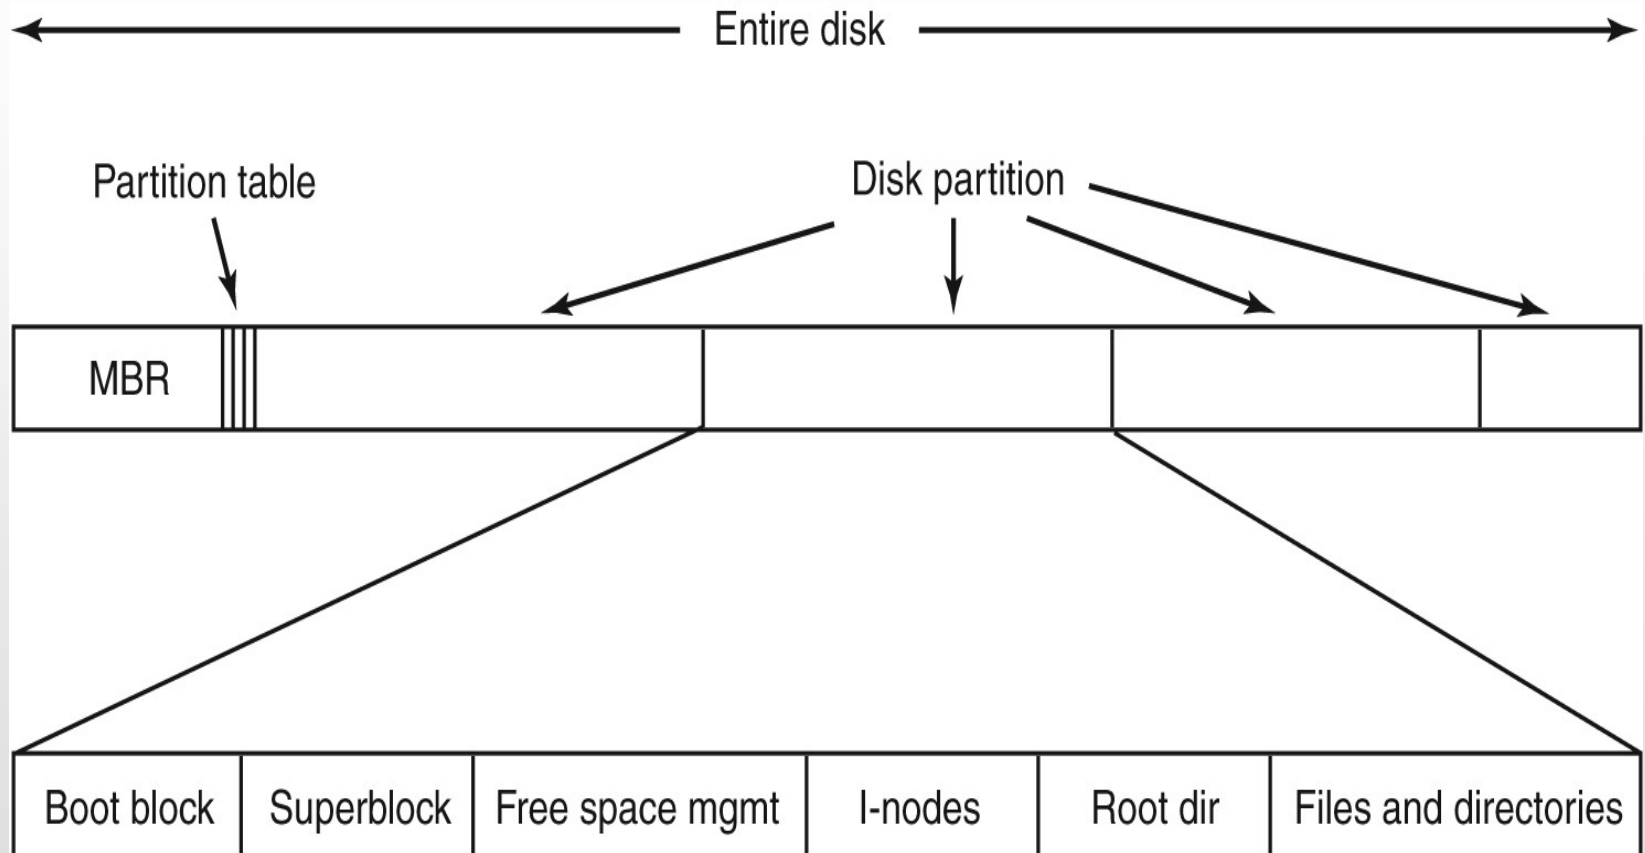 Entire disk
Partition table
Disk partition
MBR
Boot block
Superblock
Free space mgmt
I-nodes
Root dir
Files and directories